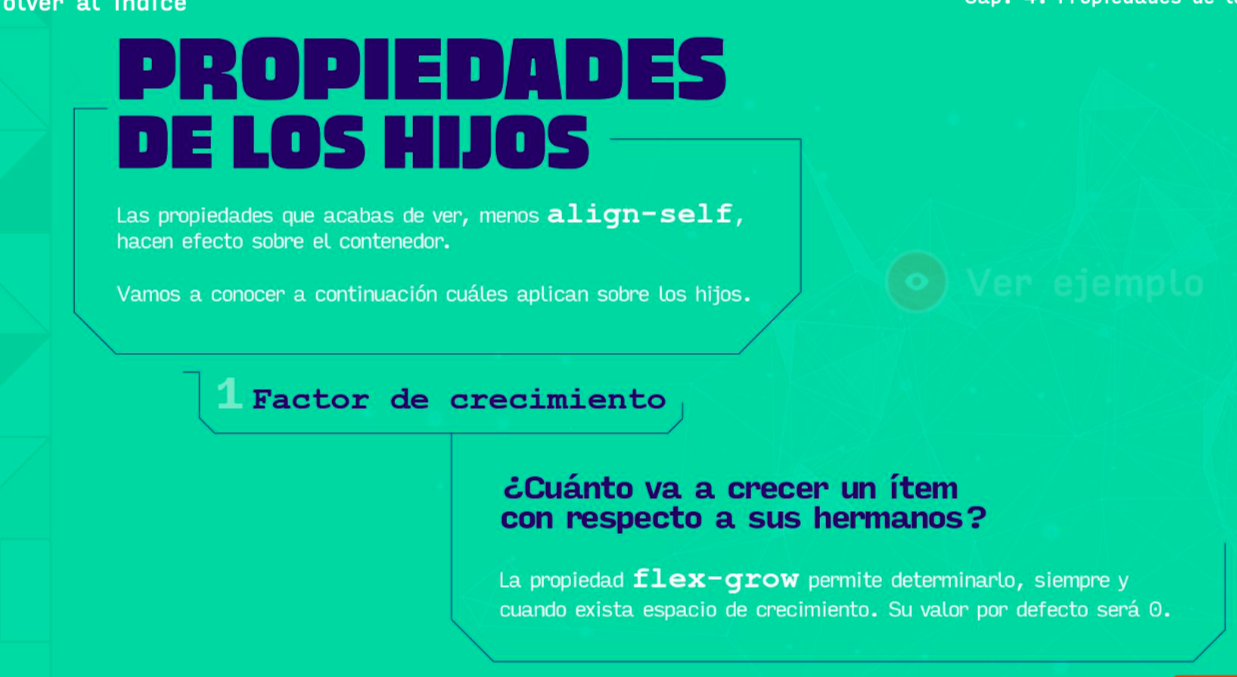 olver al índice
Cap. 4. Propiedades de l
PROPIEDADES
DE LOS HIJOS
Las propiedades que acabas de ver, menos align-self,
hacen efecto sobre el contenedor.
Vamos a conocer a continuación cuáles aplican sobre los hijos.
Ver ejemplo
1 Factor de crecimiento
¿Cuánto va a crecer un ítem
con respecto a sus hermanos?
La propiedad flex-grow permite determinarlo, siempre y
cuando exista espacio de crecimiento. Su valor por defecto será 0.